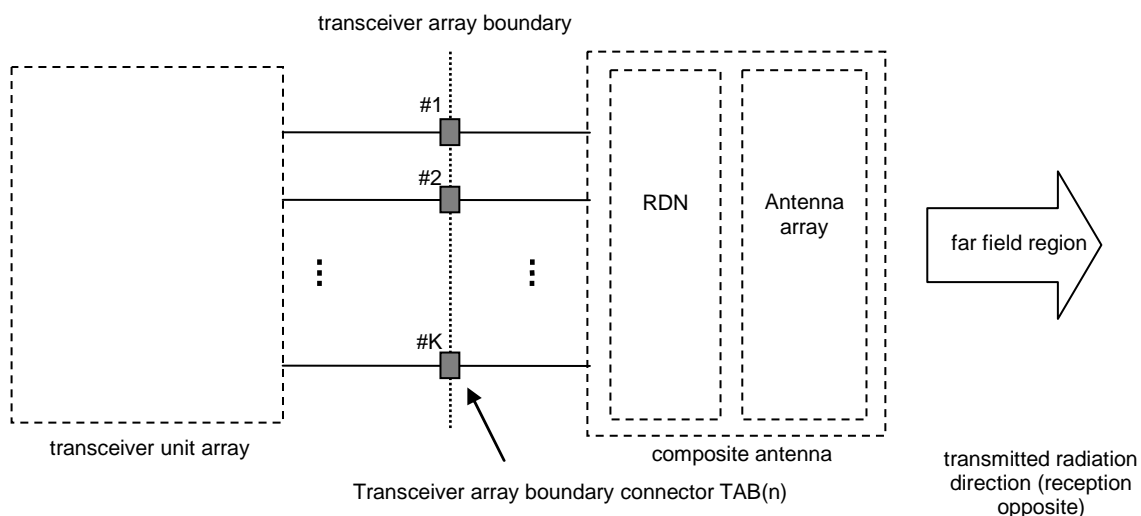 transceiver array boundary
#1
#2
#K
RDN
Antenna
array
far field region
transceiver unit array
composite antenna
Transceiver array boundary connector TAB(n)
transmitted radiation
direction (reception
opposite)